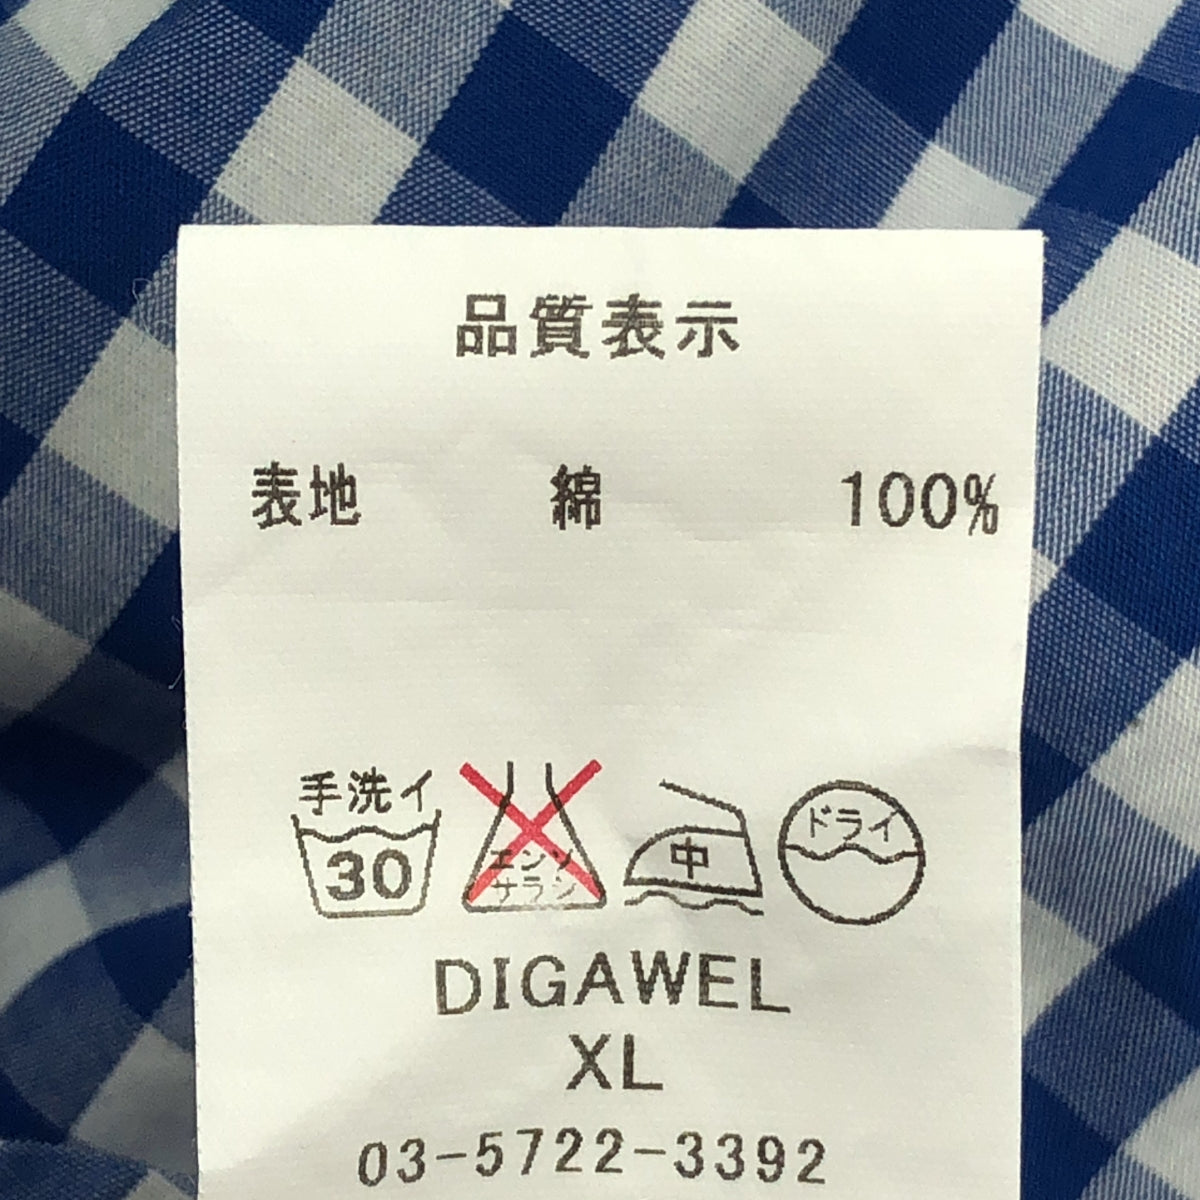 品質表示
表地 綿 100%
手洗イ
30
エンソ
サラシ
中
ドライ
DIGAWEL
XL
03-5722-3392